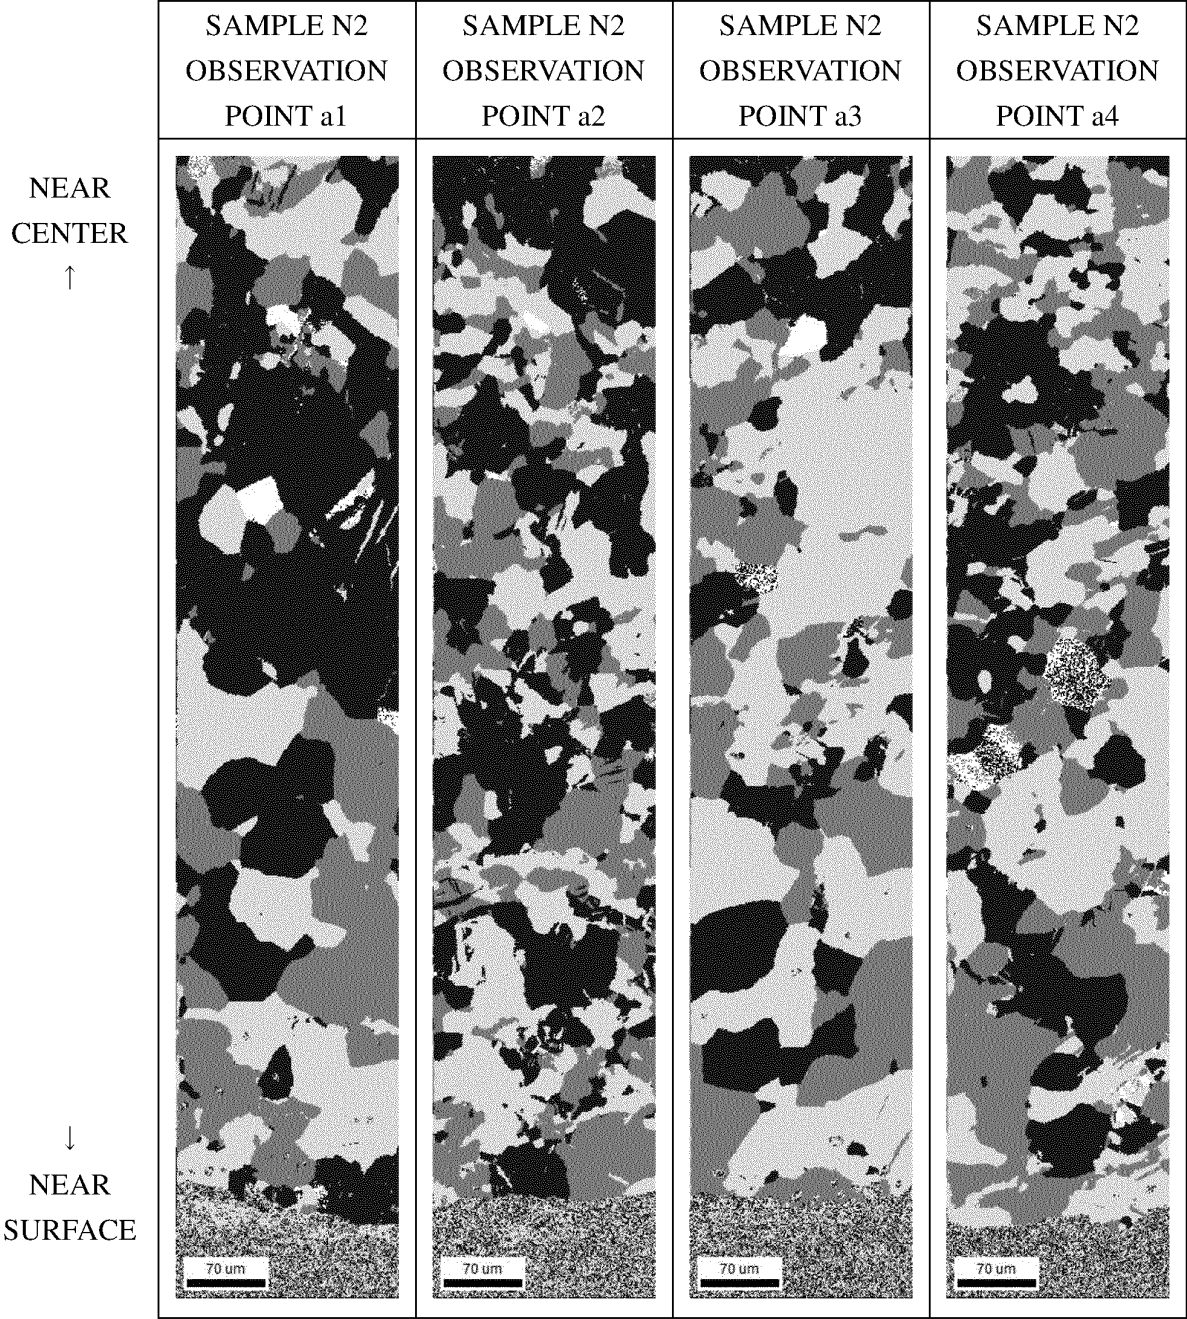 SAMPLE N2
OBSERVATION
POINT a1
SAMPLE N2
OBSERVATION
POINT a2
SAMPLE N2
OBSERVATION
POINT a3
SAMPLE N2
OBSERVATION
POINT a4
NEAR
CENTER
↑
↓
NEAR
SURFACE
70 um
70 um
70 um
70 um